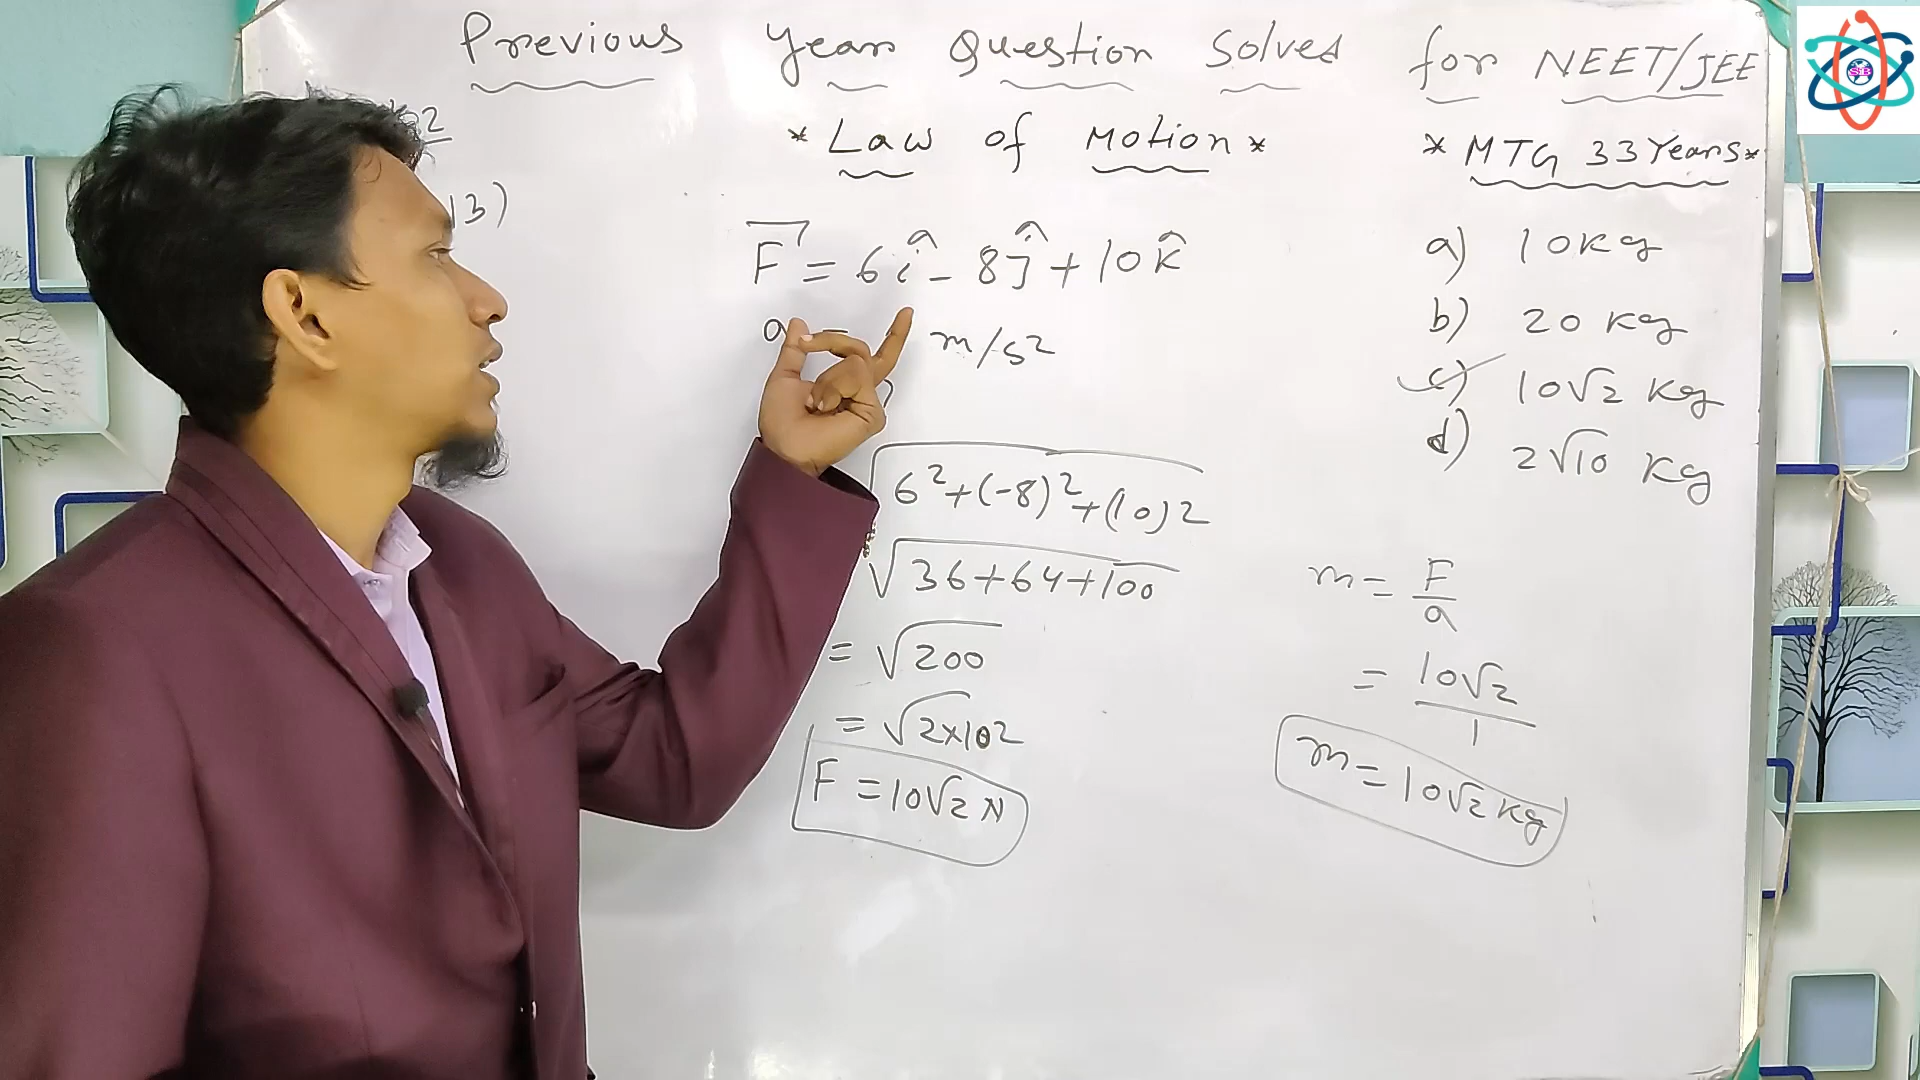 Previous Year Question Solved for NEET/JEE
*Law of Motion*
*MTG 33 Years*
13)
F = 6î - 8ĵ + 10k̂
m/s²
6² + (-8)² + (10)²
√36+64+100
= √200
= √2×10²
F = 10√2 N
a) 10 kg
b) 20 kg
c) 10√2 kg
d) 2√10 kg
m = F/a
= 10√2/1
m = 10√2 kg
SB